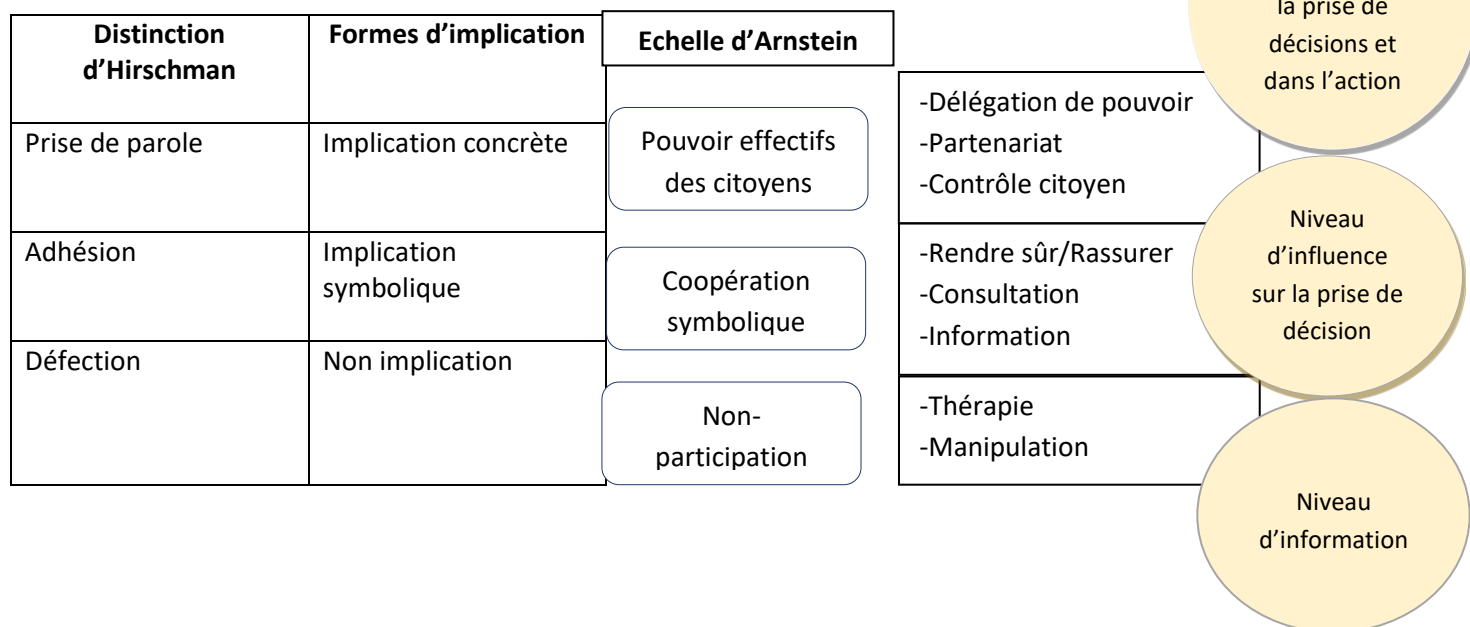 Distinction
d’Hirschman
Formes d’implication
Echelle d’Arnstein
Prise de parole
Implication concrète
Pouvoir effectifs
des citoyens
-Délégation de pouvoir
-Partenariat
-Contrôle citoyen
la prise de
décisions et
dans l’action
Adhésion
Implication
symbolique
Coopération
symbolique
-Rendre sûr/Rassurer
-Consultation
-Information
Niveau
d’influence
sur la prise de
décision
Défection
Non implication
Non-
participation
-Thérapie
-Manipulation
Niveau
d’information